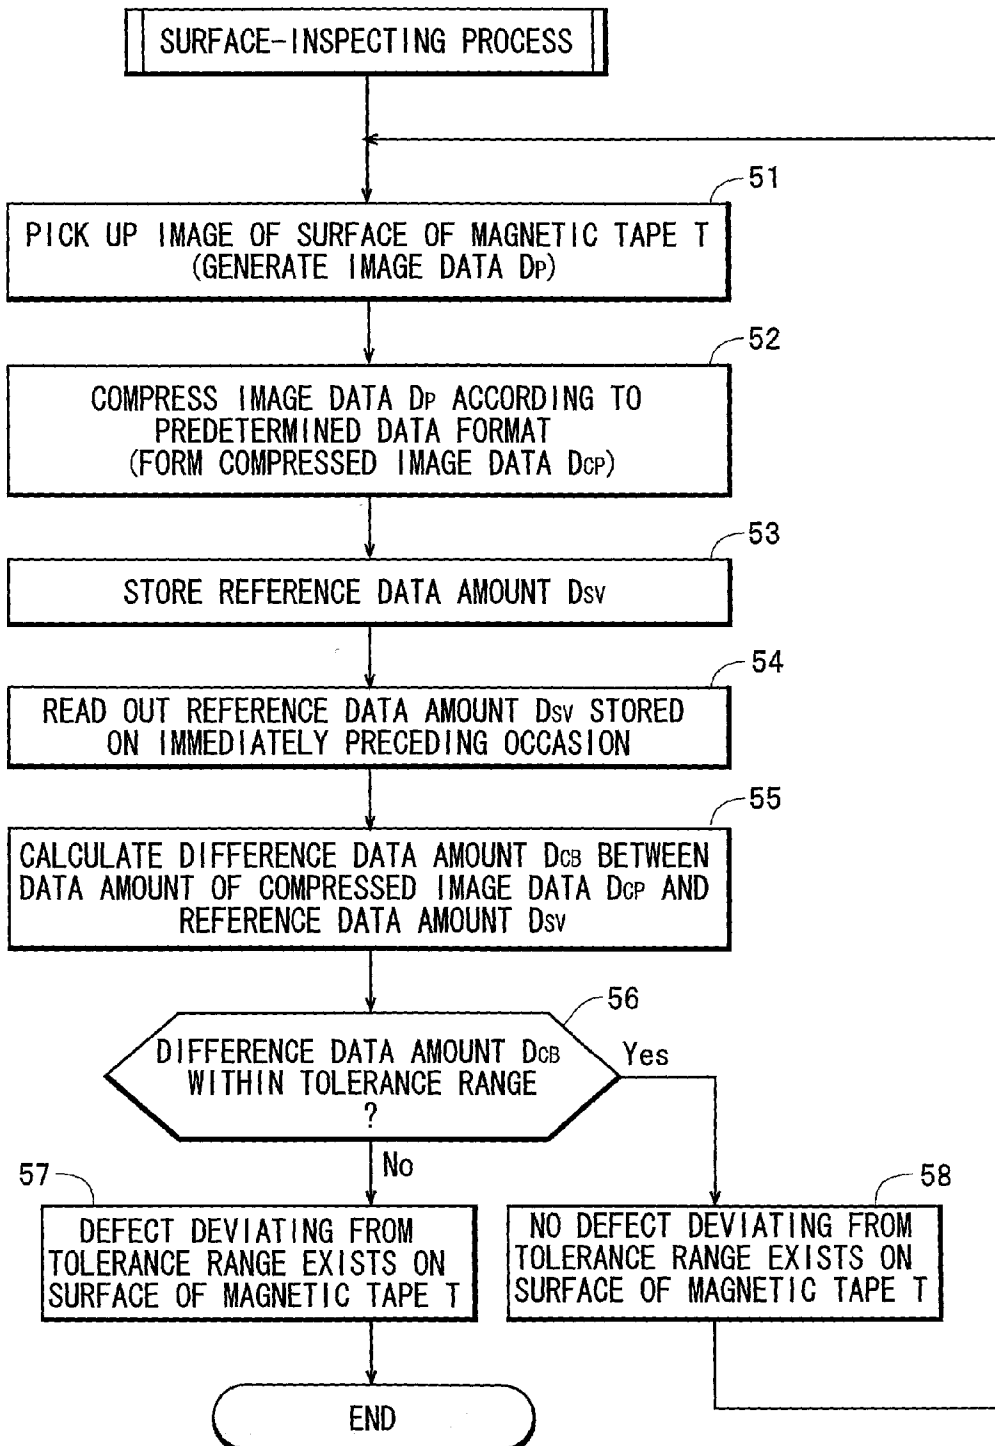 SURFACE-INSPECTING PROCESS
51
PICK UP IMAGE OF SURFACE OF MAGNETIC TAPE T
(GENERATE IMAGE DATA DP)
52
COMPRESS IMAGE DATA DP ACCORDING TO
PREDETERMINED DATA FORMAT
(FORM COMPRESSED IMAGE DATA DCP)
53
STORE REFERENCE DATA AMOUNT DSV
54
READ OUT REFERENCE DATA AMOUNT DSV STORED
ON IMMEDIATELY PRECEDING OCCASION
55
CALCULATE DIFFERENCE DATA AMOUNT DCB BETWEEN
DATA AMOUNT OF COMPRESSED IMAGE DATA DCP AND
REFERENCE DATA AMOUNT DSV
56
DIFFERENCE DATA AMOUNT DCB
WITHIN TOLERANCE RANGE
?
Yes
No
57
DEFECT DEVIATING FROM
TOLERANCE RANGE EXISTS ON
SURFACE OF MAGNETIC TAPE T
58
NO DEFECT DEVIATING FROM
TOLERANCE RANGE EXISTS ON
SURFACE OF MAGNETIC TAPE T
END